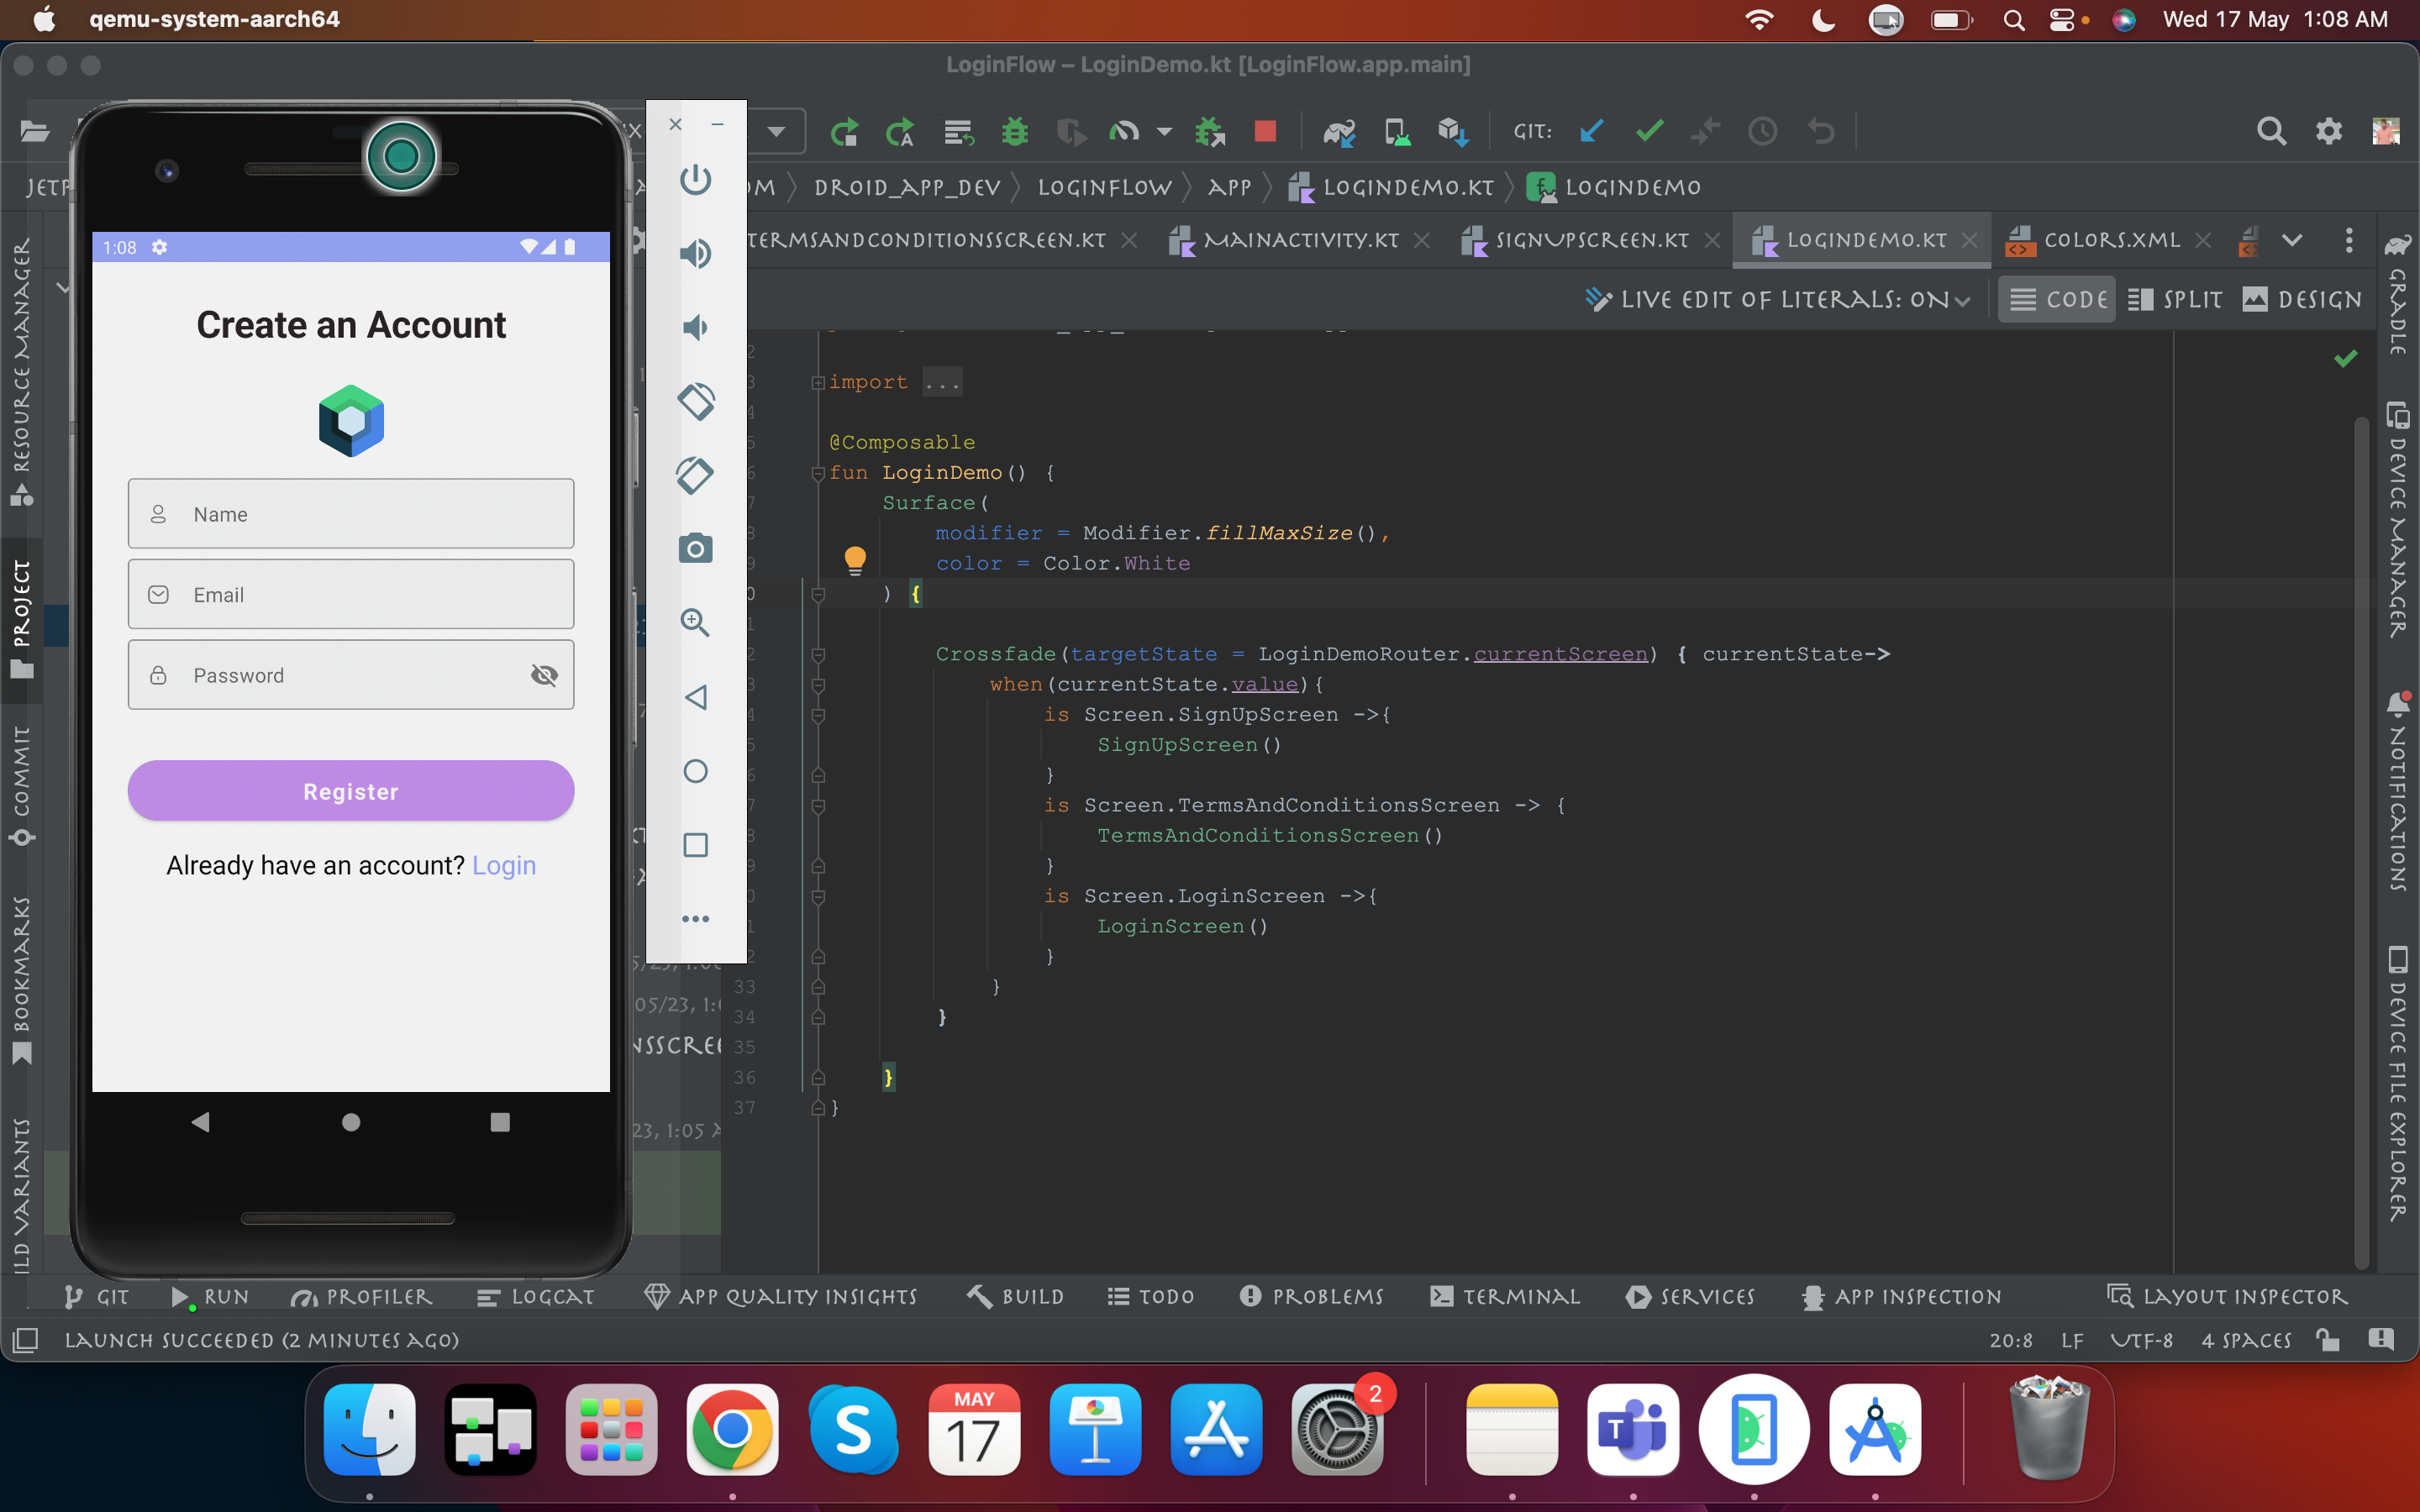 qemu-system-aarch64
Wed 17 May 1:08 AM
LoginFlow – LoginDemo.kt [LoginFlow.app.main]
GIT:
DROID_APP_DEV
LOGINFLOW
APP
LOGINDEMO.KT
LOGINDEMO
TERMSANDCONDITIONSSCREEN.KT
MAINACTIVITY.KT
SIGNUPSCREEN.KT
LOGINDEMO.KT
COLORS.XML
LIVE EDIT OF LITERALS: ON
CODE
SPLIT
DESIGN
RESOURCE MANAGER
PROJECT
COMMIT
BOOKMARKS
1:08
Create an Account
Name
Email
Password
Register
Already have an account? Login
import ...
@Composable
fun LoginDemo() {
Surface(
modifier = Modifier.fillMaxSize(),
color = Color.White
) {
Crossfade(targetState = LoginDemoRouter.currentScreen) { currentState->
when(currentState.value){
is Screen.SignUpScreen ->{
SignUpScreen()
}
is Screen.TermsAndConditionsScreen -> {
TermsAndConditionsScreen()
}
is Screen.LoginScreen ->{
LoginScreen()
}
33 }
34 }
35
36 }
37 }
GRADLE
DEVICE MANAGER
NOTIFICATIONS
DEVICE FILE EXPLORER
GIT
RUN
PROFILER
LOGCAT
APP QUALITY INSIGHTS
BUILD
TODO
PROBLEMS
TERMINAL
SERVICES
APP INSPECTION
LAYOUT INSPECTOR
LAUNCH SUCCEEDED (2 MINUTES AGO)
20:8
LF
UTF-8
4 SPACES
MAY
17
2